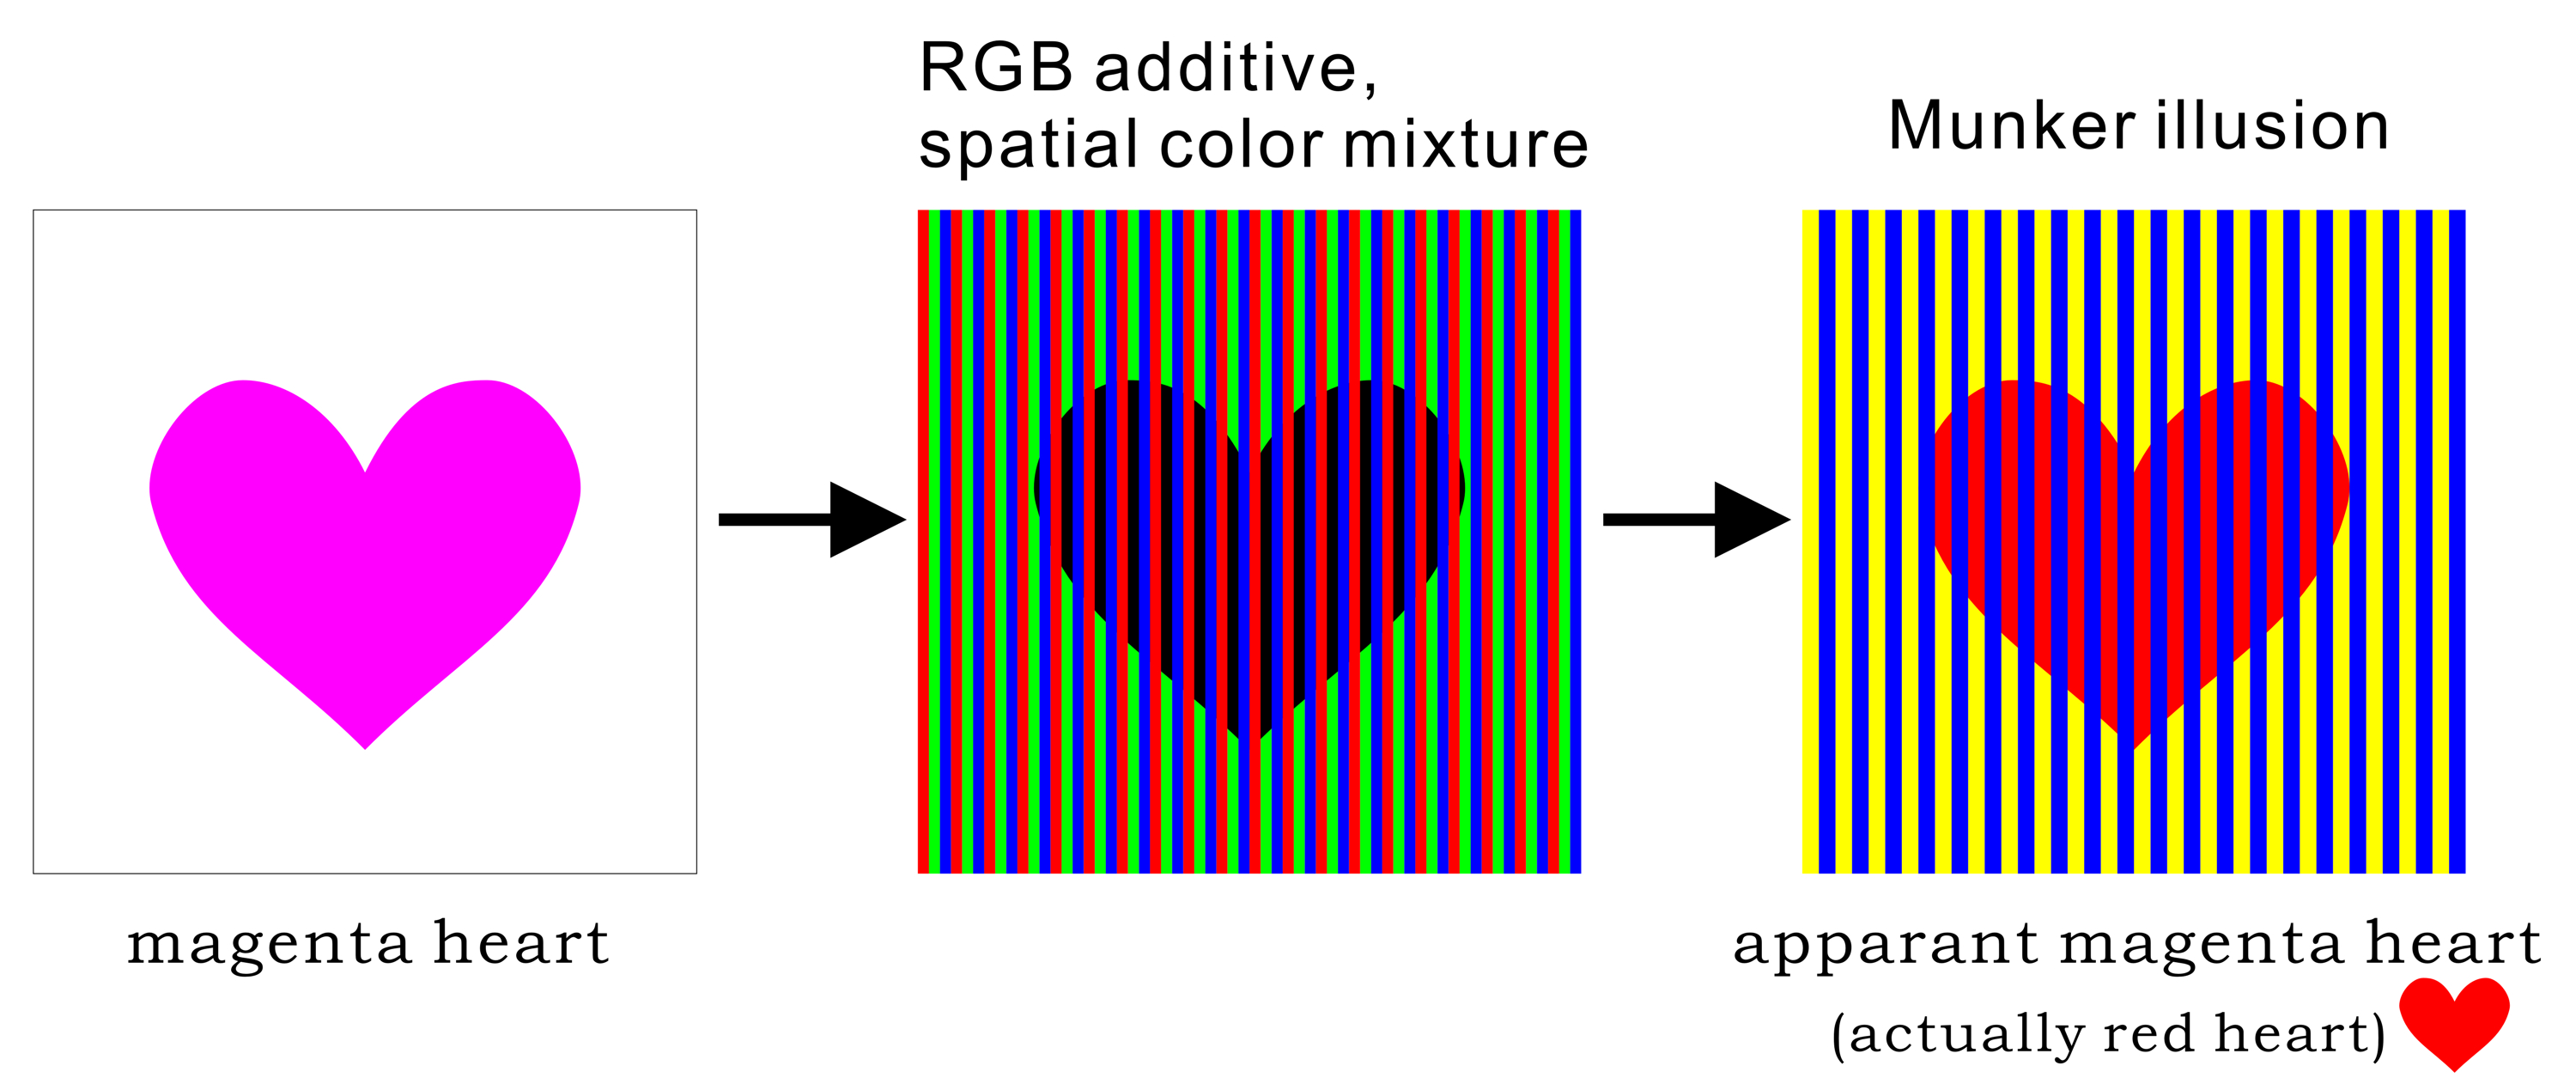 RGB additive,
spatial color mixture
Munker illusion
magenta heart
apparant magenta heart
(actually red heart)